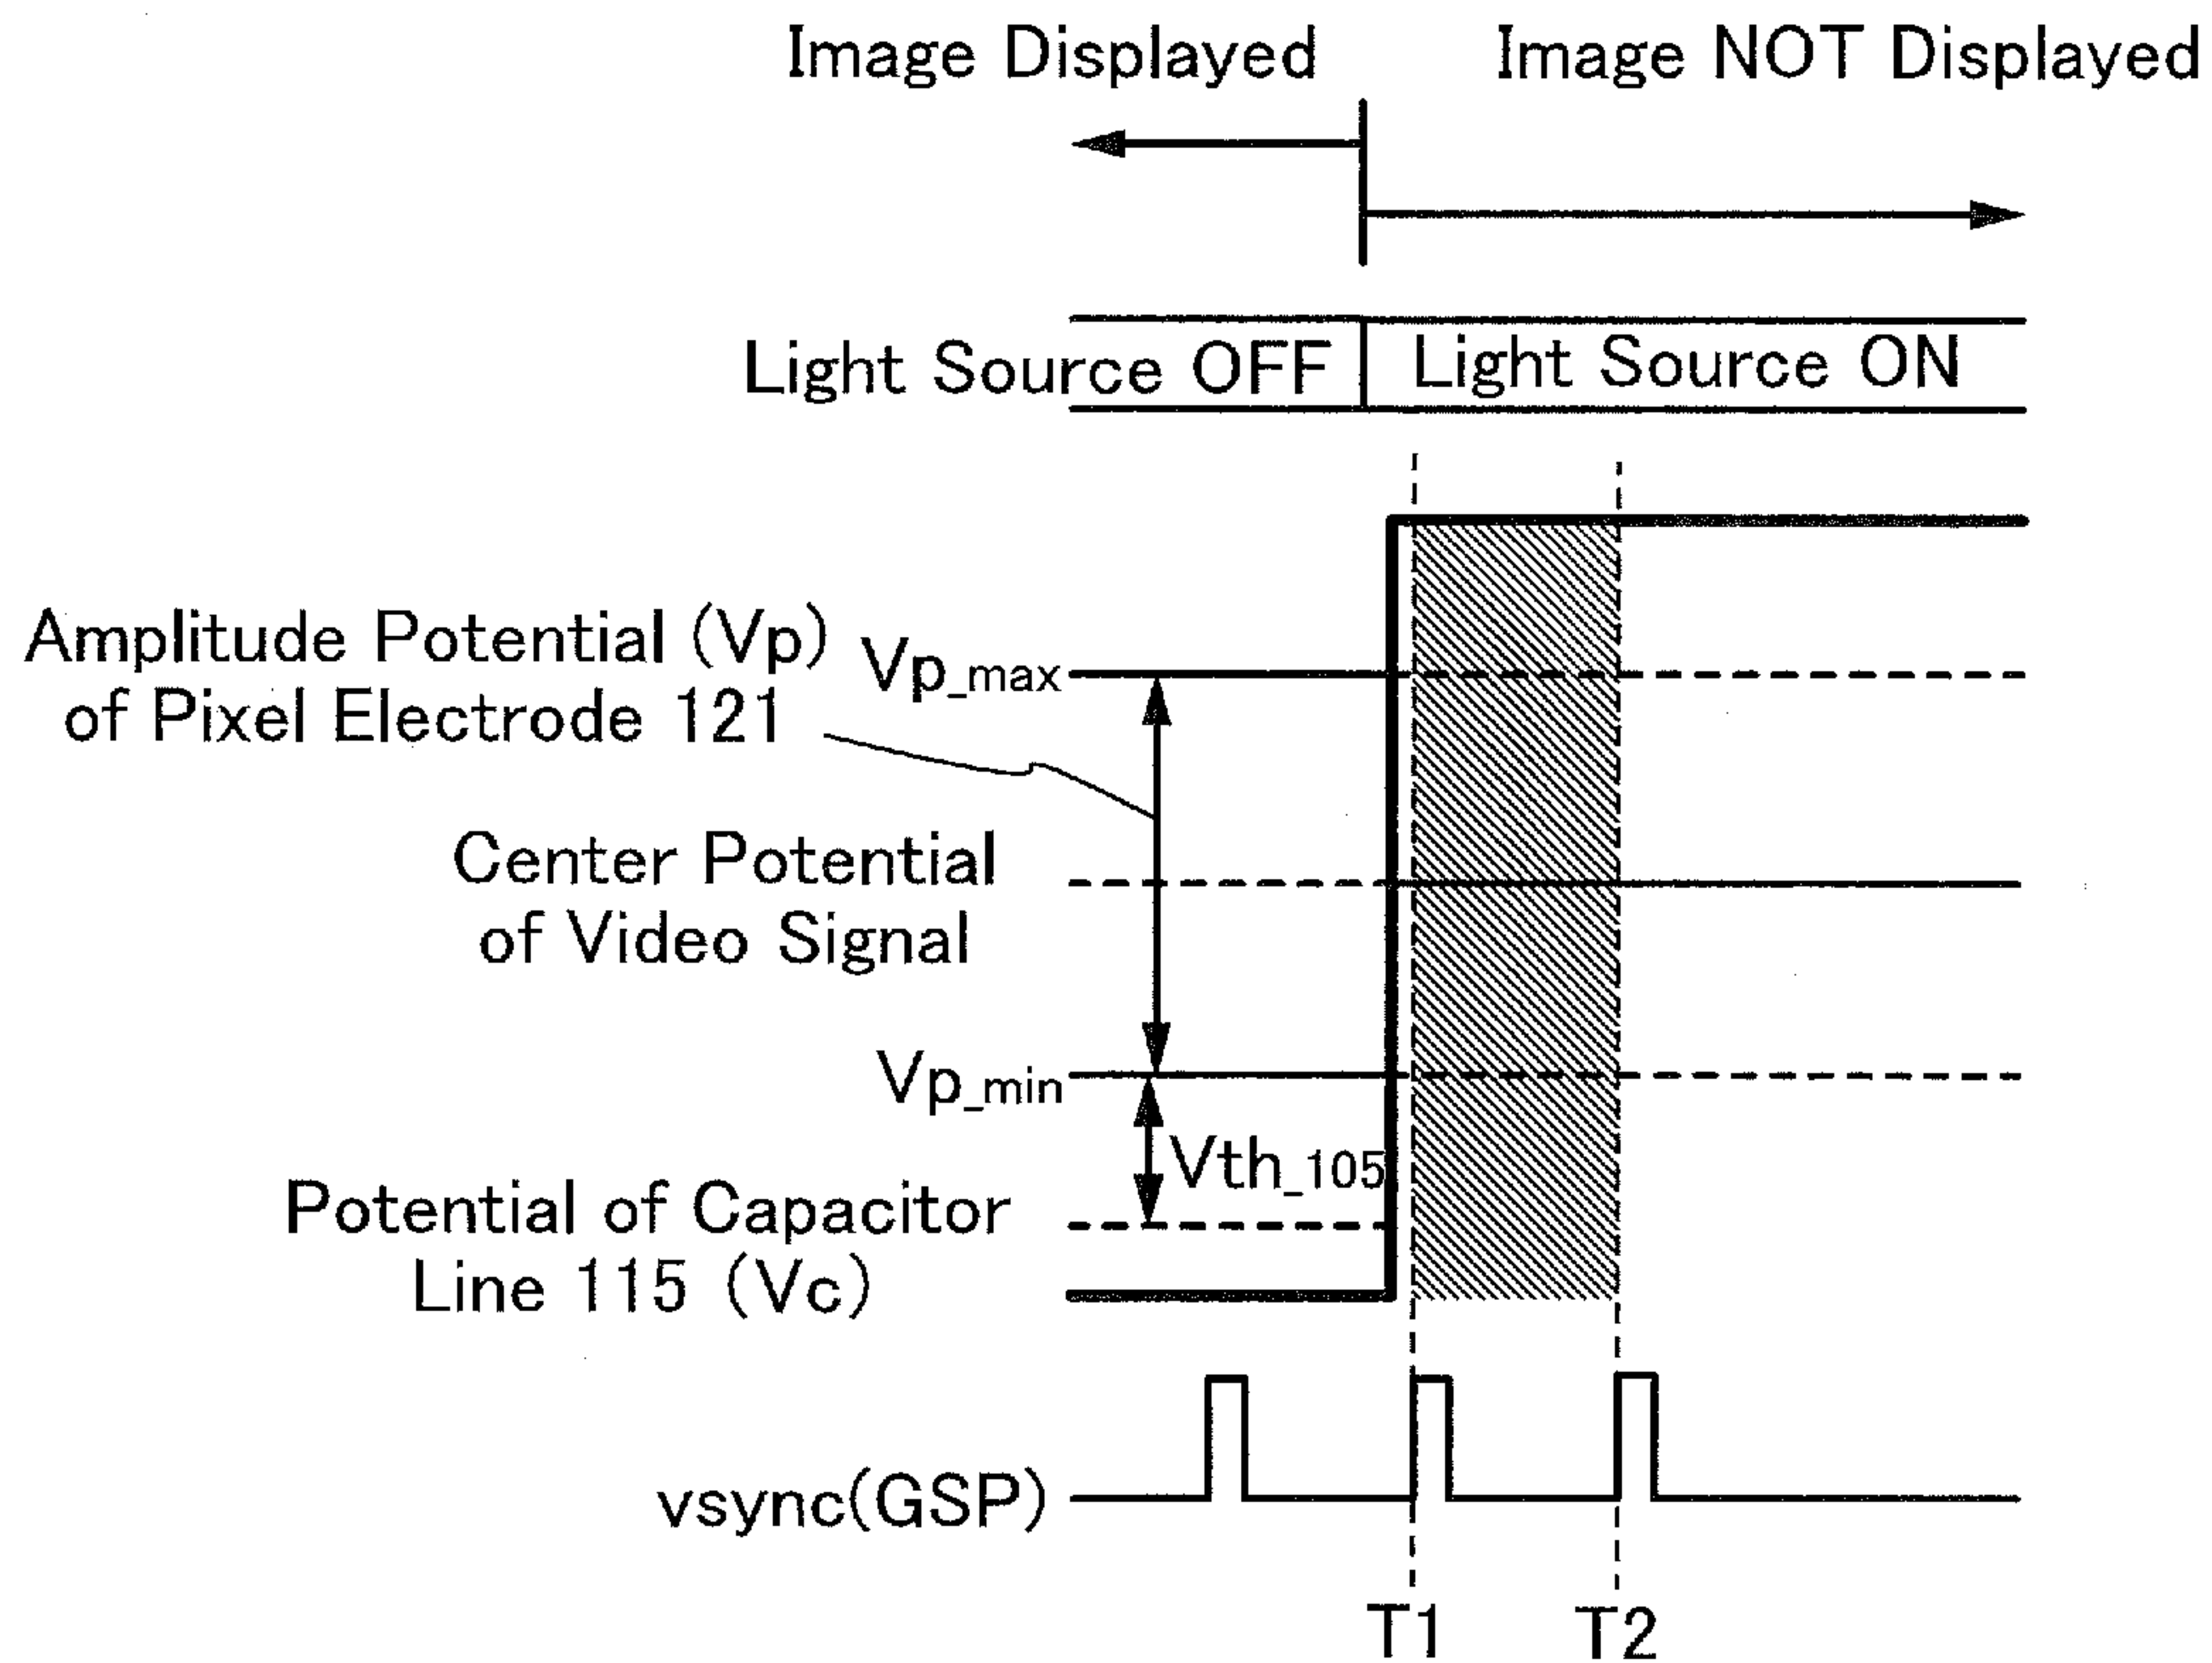 Image Displayed
Image NOT Displayed
Light Source OFF
Light Source ON
Amplitude Potential (Vp)
of Pixel Electrode 121
Vp_max
Center Potential
of Video Signal
Vp_min
Vth_105
Potential of Capacitor
Line 115 (Vc)
vsync(GSP)
T1
T2